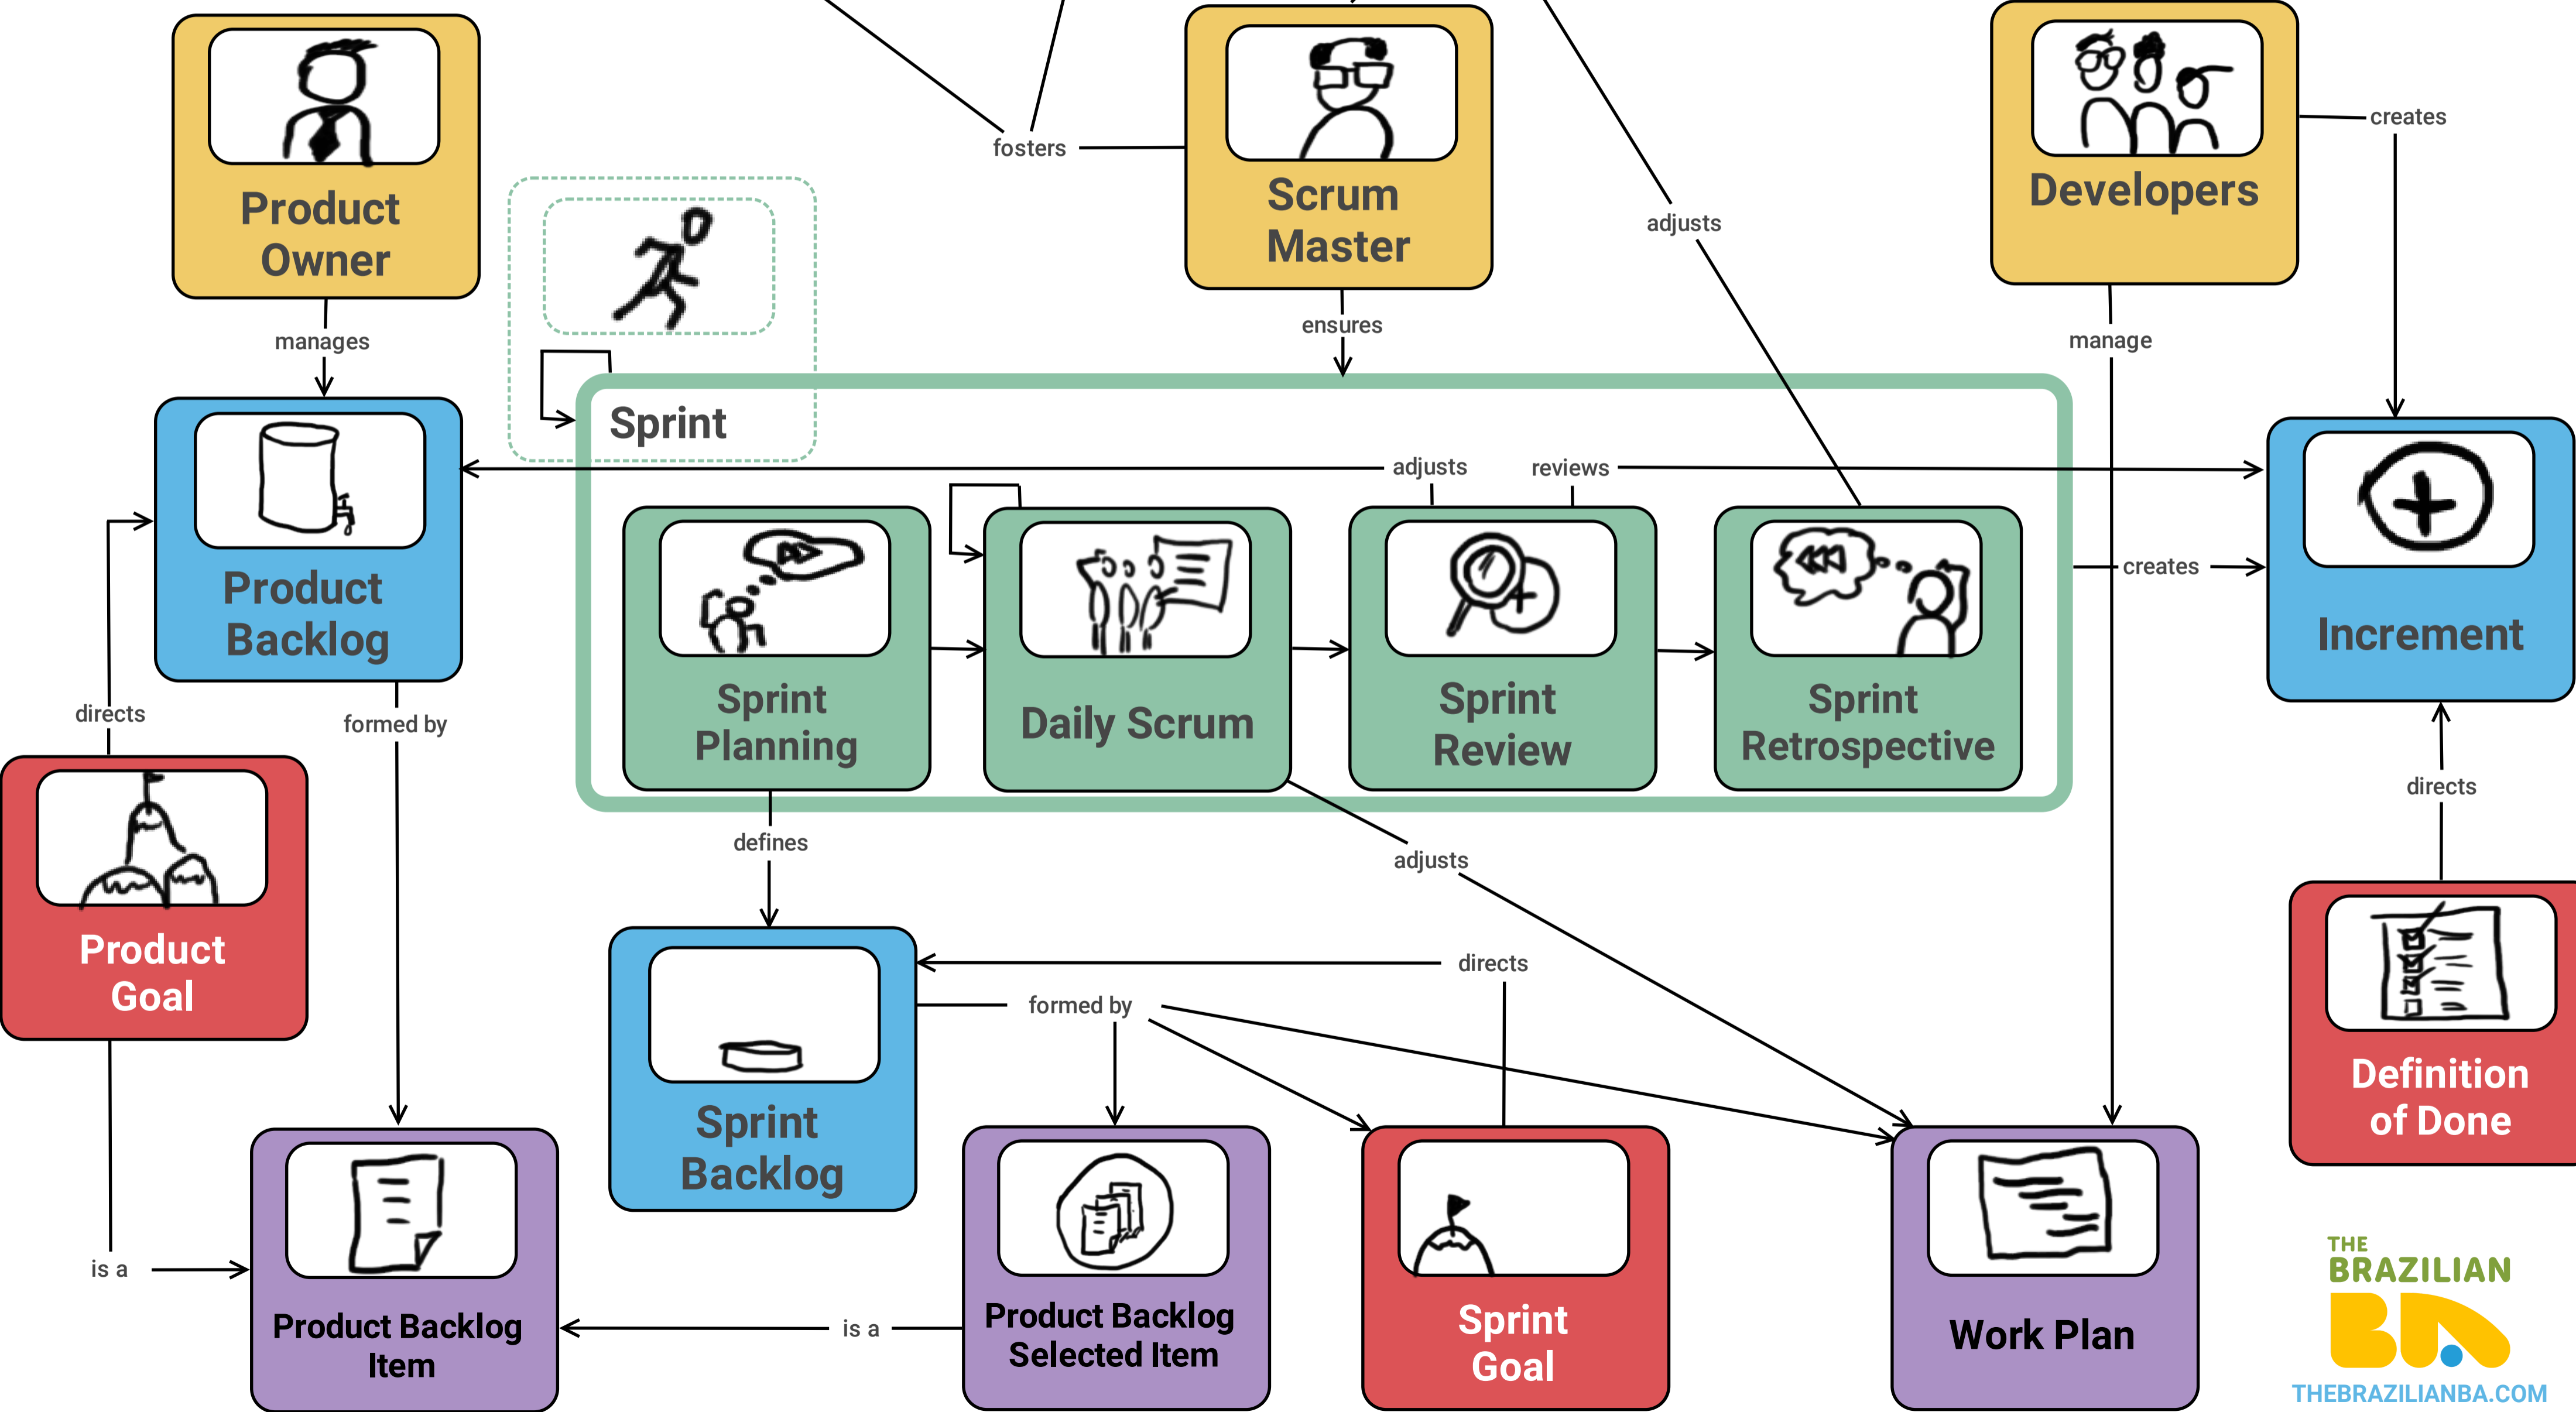 Product
Owner
fosters
Scrum
Master
adjusts
Developers
creates
manages
ensures
manage
Sprint
adjusts
reviews
Product
Backlog
creates
Increment
Sprint
Planning
Daily Scrum
Sprint
Review
Sprint
Retrospective
directs
formed by
directs
defines
adjusts
Product
Goal
directs
formed by
Definition
of Done
Sprint
Backlog
is a
Product Backlog
Item
is a
Product Backlog
Selected Item
Sprint
Goal
Work Plan
THE
BRAZILIAN
BA
THEBRAZILIANBA.COM